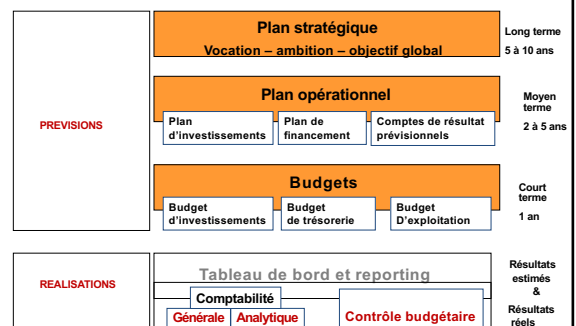 Plan stratégique
Vocation – ambition – objectif global
Long terme
5 à 10 ans
PREVISIONS
Plan opérationnel
Plan
d'investissements
Plan de
financement
Comptes de résultat
prévisionnels
Moyen
terme
2 à 5 ans
Budgets
Budget
d'investissements
Budget
de trésorerie
Budget
D'exploitation
Court
terme
1 an
REALISATIONS
Tableau de bord et reporting
Comptabilité
Générale
Analytique
Contrôle budgétaire
Résultats
estimés
&
Résultats
réels